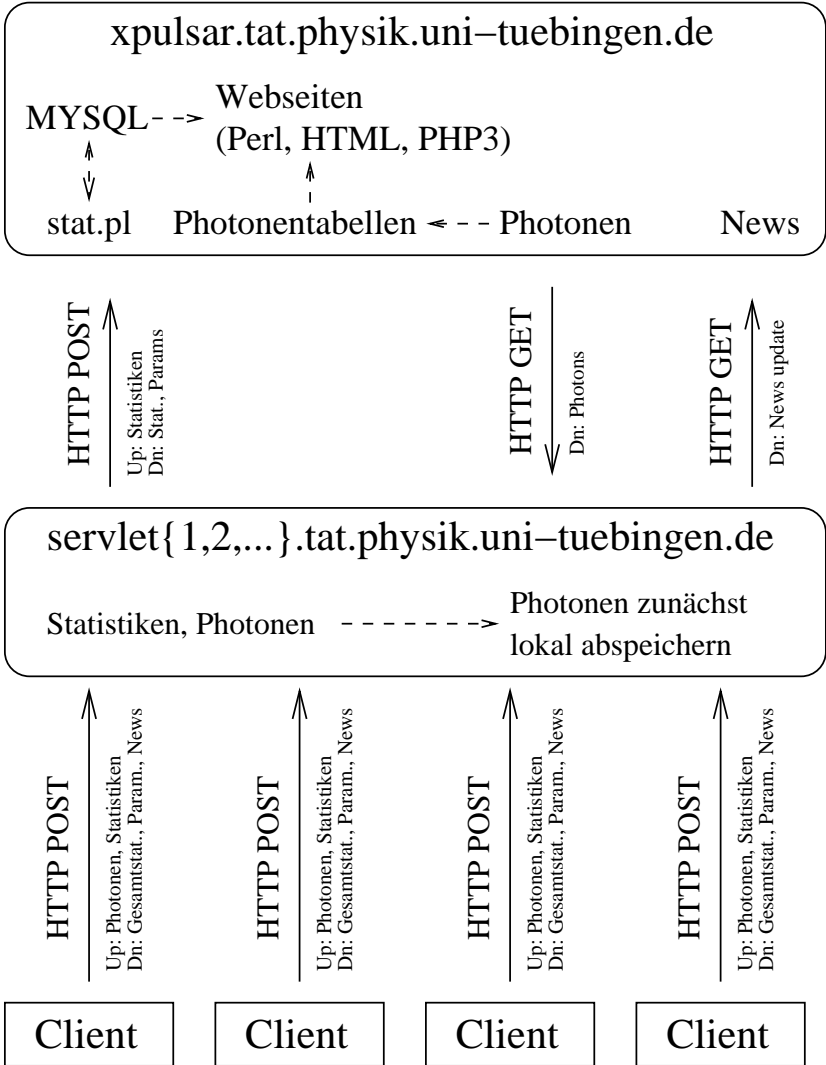 xpulsar.tat.physik.uni−tuebingen.de
Webseiten
MYSQL
(Perl, HTML, PHP3)
stat.pl
Photonentabellen
Photonen
News
HTTP POST
Up: Statistiken
Dn: Stat., Params
HTTP GET
Dn: Photons
HTTP GET
Dn: News update
servlet{1,2,...}.tat.physik.uni−tuebingen.de
Statistiken, Photonen
Photonen zunächst
lokal abspeichern
HTTP POST
Up: Photonen, Statistiken
Dn: Gesamtstat., Param., News
HTTP POST
Up: Photonen, Statistiken
Dn: Gesamtstat., Param., News
HTTP POST
Up: Photonen, Statistiken
Dn: Gesamtstat., Param., News
HTTP POST
Up: Photonen, Statistiken
Dn: Gesamtstat., Param., News
Client
Client
Client
Client